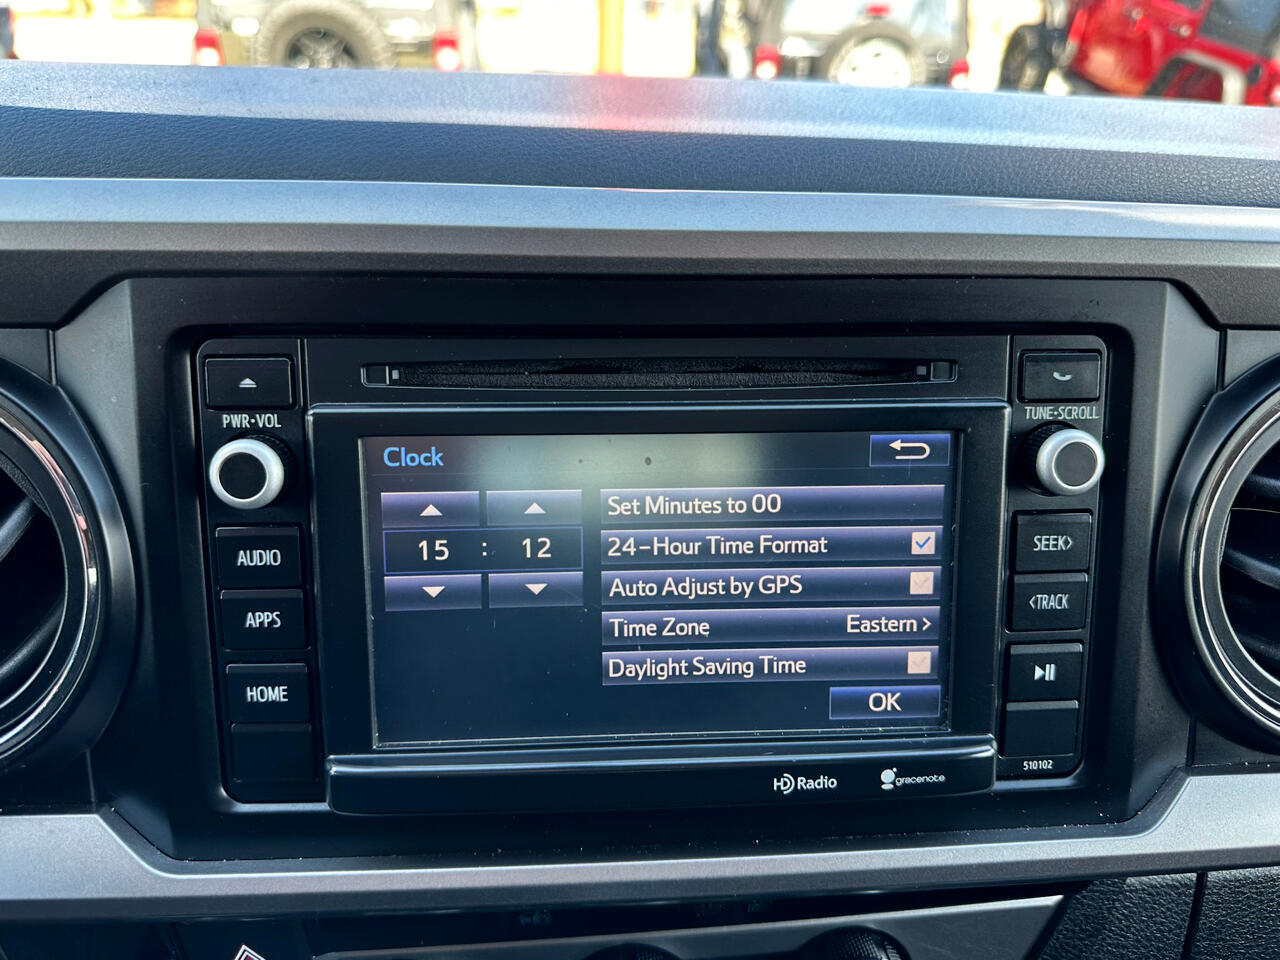 PWR•VOL
TUNE•SCROLL
Clock
15 : 12
Set Minutes to 00
24-Hour Time Format
Auto Adjust by GPS
Time Zone Eastern >
Daylight Saving Time
OK
AUDIO
APPS
HOME
SEEK>
<TRACK
510102
HD Radio
gracenote